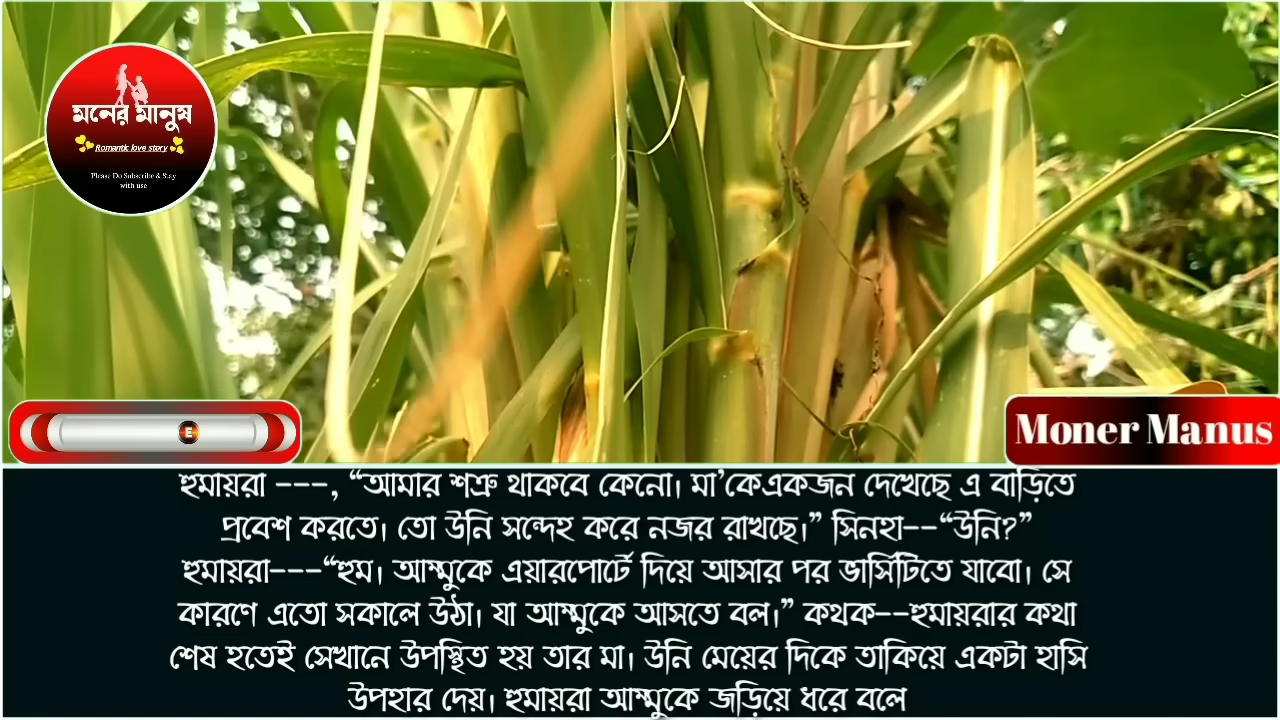 মনের মানুষ
Romantic love story
Please Do Subscribe & Stay
with use
E
Moner Manus
হুমায়রা ---, “আমার শত্রু থাকবে কেনো। মা’কেএকজন দেখেছে এ বাড়িতে
প্রবেশ করতে। তো উনি সন্দেহ করে নজর রাখছে।” সিনহা--“উনি?”
হুমায়রা---“হুম। আম্মুকে এয়ারপোর্টে দিয়ে আসার পর ভার্সিটিতে যাবো। সে
কারণে এতো সকালে উঠা। যা আম্মুকে আসতে বল।” কথক--হুমায়রার কথা
শেষ হতেই সেখানে উপস্থিত হয় তার মা। উনি মেয়ের দিকে তাকিয়ে একটা হাসি
উপহার দেয়। হুমায়রা আম্মুকে জড়িয়ে ধরে বলে